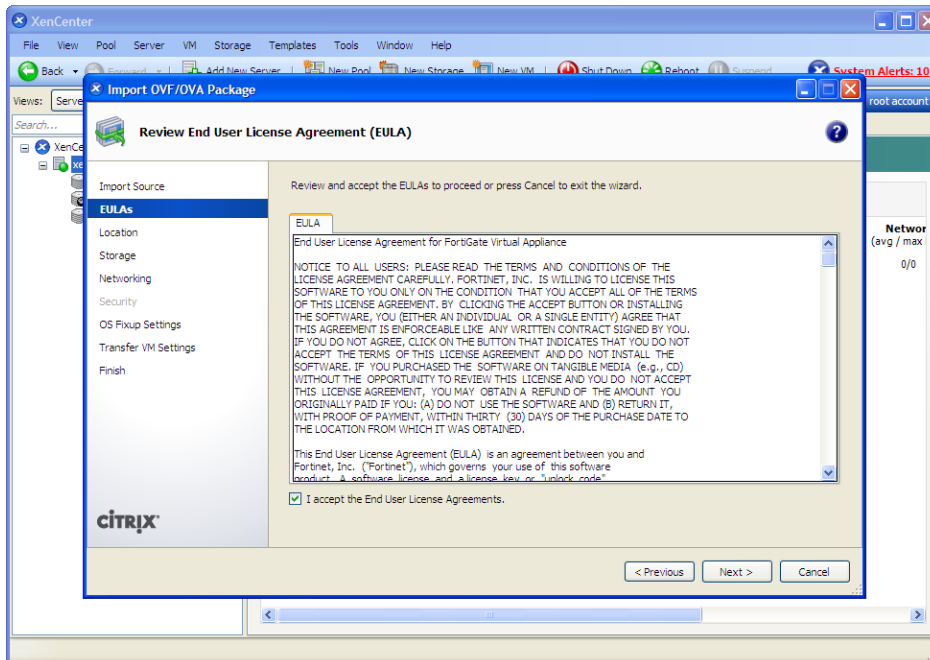 XenCenter
File View Pool Server VM Storage Templates Tools Window Help
Back Forward Add New Server New Pool New Storage New VM Shut Down Reboot Suspend System Alerts: 10
Views: Serve
root account
Search...
XenCe
xe
Networ
(avg / max
0/0
Import OVF/OVA Package
Review End User License Agreement (EULA)
Import Source
EULAs
Location
Storage
Networking
Security
OS Fixup Settings
Transfer VM Settings
Finish
CITRIX
Review and accept the EULAs to proceed or press Cancel to exit the wizard.
EULA
End User License Agreement for FortiGate Virtual Appliance
NOTICE TO ALL USERS: PLEASE READ THE TERMS AND CONDITIONS OF THE
LICENSE AGREEMENT CAREFULLY. FORTINET, INC. IS WILLING TO LICENSE THIS
SOFTWARE TO YOU ONLY ON THE CONDITION THAT YOU ACCEPT ALL OF THE TERMS
OF THIS LICENSE AGREEMENT. BY CLICKING THE ACCEPT BUTTON OR INSTALLING
THE SOFTWARE, YOU (EITHER AN INDIVIDUAL OR A SINGLE ENTITY) AGREE THAT
THIS AGREEMENT IS ENFORCEABLE LIKE ANY WRITTEN CONTRACT SIGNED BY YOU.
IF YOU DO NOT AGREE, CLICK ON THE BUTTON THAT INDICATES THAT YOU DO NOT
ACCEPT THE TERMS OF THIS LICENSE AGREEMENT AND DO NOT INSTALL THE
SOFTWARE. IF YOU PURCHASED THE SOFTWARE ON TANGIBLE MEDIA (e.g., CD)
WITHOUT THE OPPORTUNITY TO REVIEW THIS LICENSE AND YOU DO NOT ACCEPT
THIS LICENSE AGREEMENT, YOU MAY OBTAIN A REFUND OF THE AMOUNT YOU
ORIGINALLY PAID IF YOU: (A) DO NOT USE THE SOFTWARE AND (B) RETURN IT,
WITH PROOF OF PAYMENT, WITHIN THIRTY (30) DAYS OF THE PURCHASE DATE TO
THE LOCATION FROM WHICH IT WAS OBTAINED.
This End User License Agreement (EULA) is an agreement between you and
Fortinet, Inc. ("Fortinet"), which governs your use of this software
product. A software license and a license key or "unlock code"
I accept the End User License Agreements.
< Previous Next > Cancel